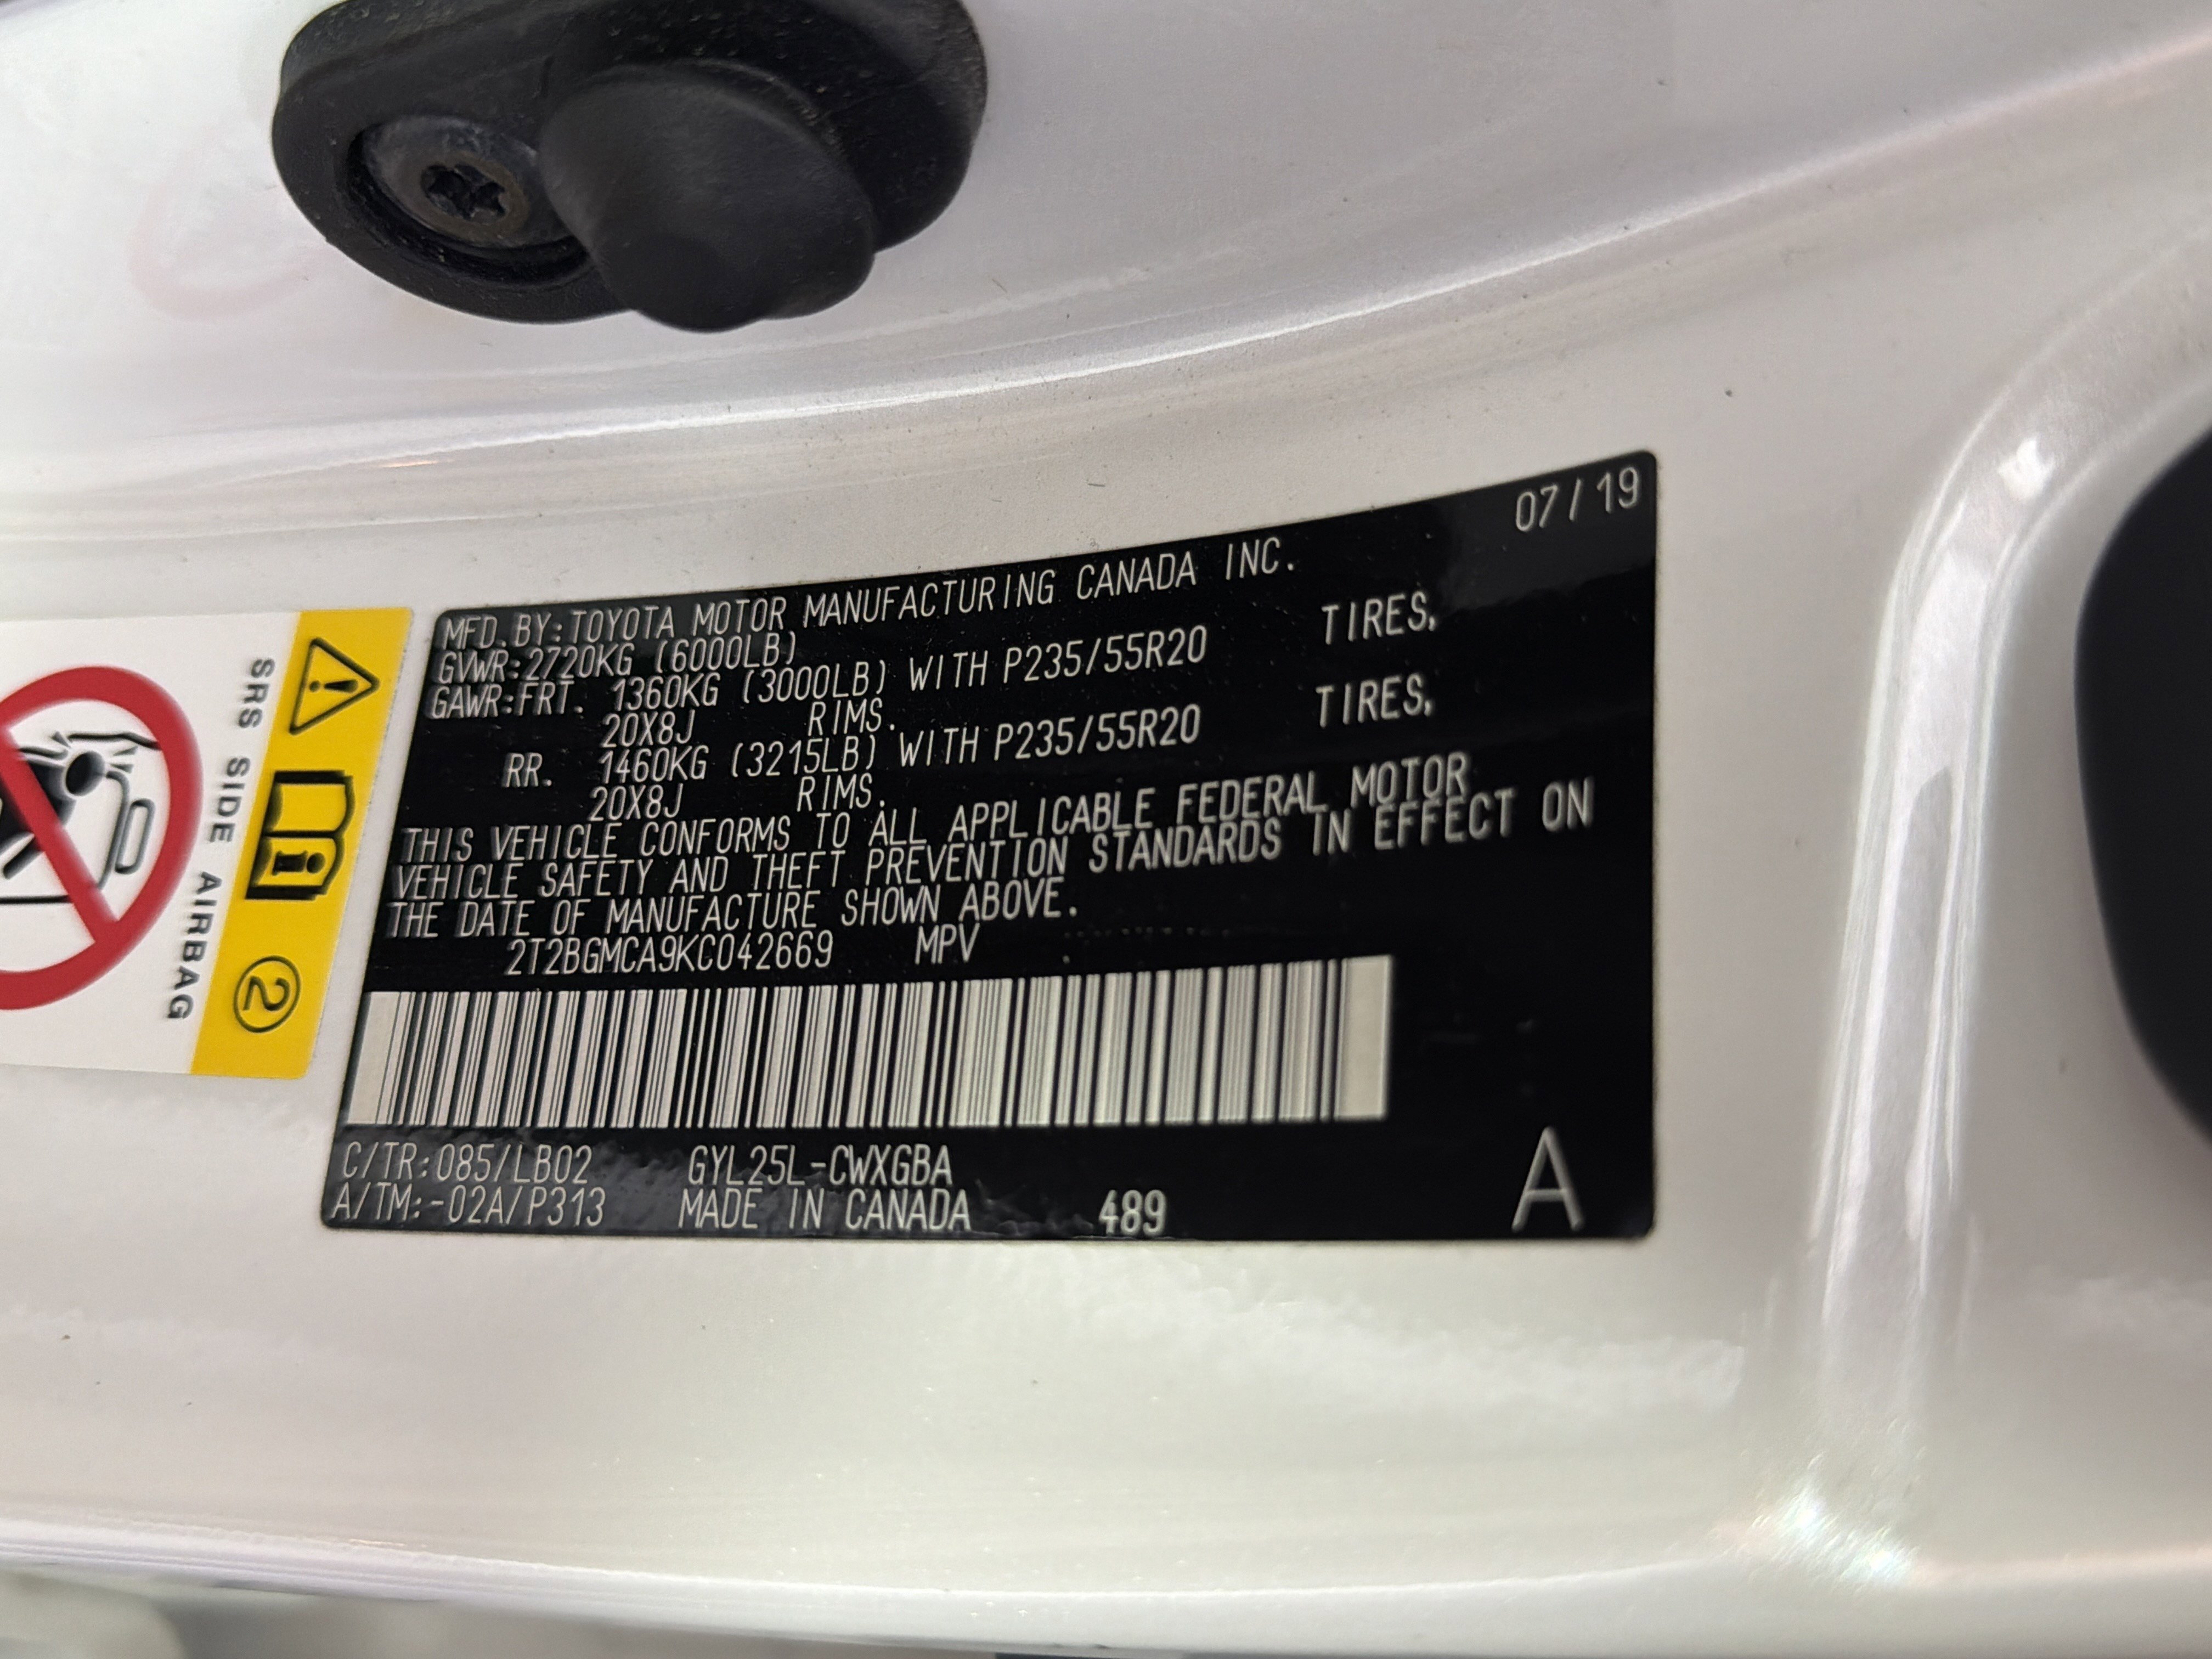 07/19
MFD.BY:TOYOTA MOTOR MANUFACTURING CANADA INC.
GVWR:2720KG (6000LB)
GAWR:FRT. 1360KG (3000LB) WITH P235/55R20 TIRES,
20X8J RIMS.
RR. 1460KG (3215LB) WITH P235/55R20 TIRES,
20X8J RIMS.
THIS VEHICLE CONFORMS TO ALL APPLICABLE FEDERAL MOTOR
VEHICLE SAFETY AND THEFT PREVENTION STANDARDS IN EFFECT ON
THE DATE OF MANUFACTURE SHOWN ABOVE.
2T2BGMCA9KC042669 MPV
C/TR:085/LB02 GYL25L-CWXGBA
A/TM:-02A/P313 MADE IN CANADA 489 A
SRS SIDE AIRBAG
2